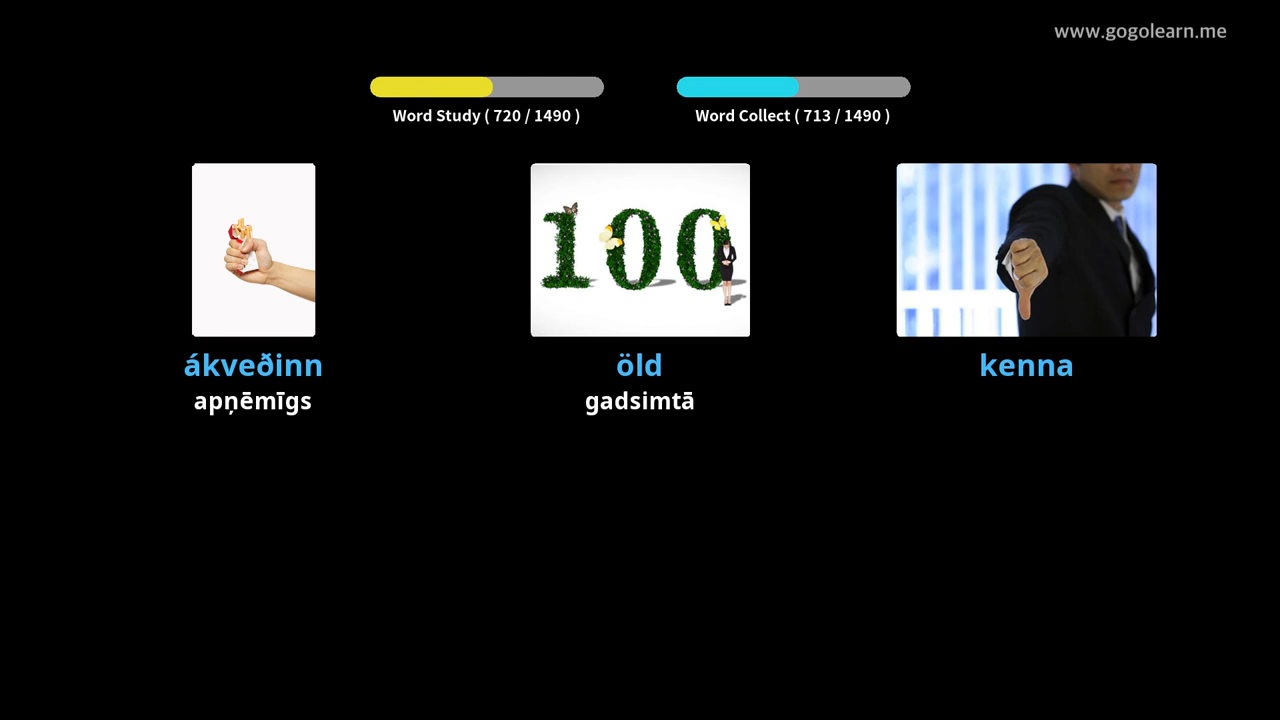 www.gogolearn.me
Word Study ( 720 / 1490 )
Word Collect ( 713 / 1490 )
100
ákveðinn
öld
kenna
apņēmīgs
gadsimtā